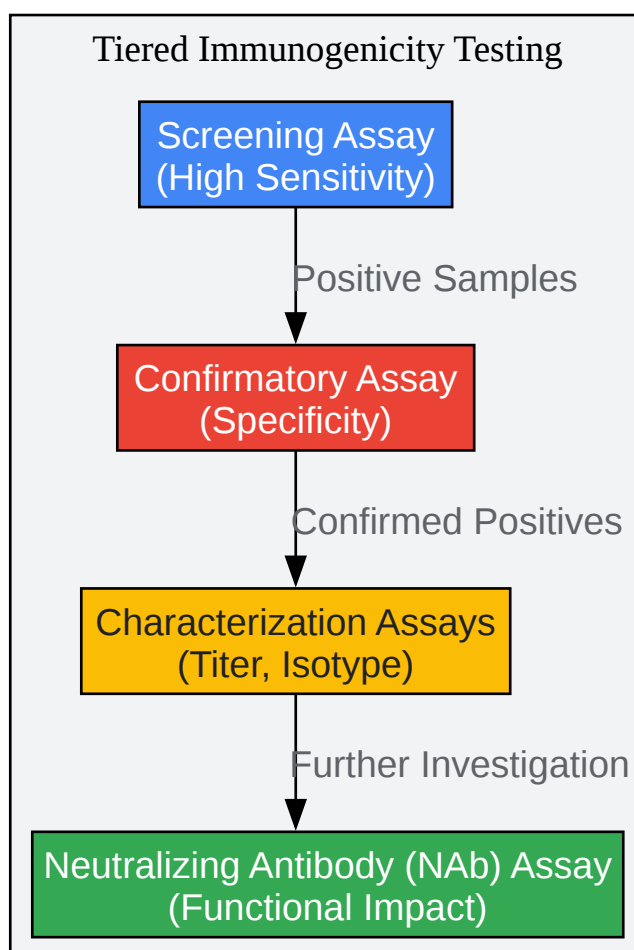 Tiered Immunogenicity Testing
Screening Assay
(High Sensitivity)
Positive Samples
Confirmatory Assay
(Specificity)
Confirmed Positives
Characterization Assays
(Titer, Isotype)
Further Investigation
Neutralizing Antibody (NAb) Assay
(Functional Impact)